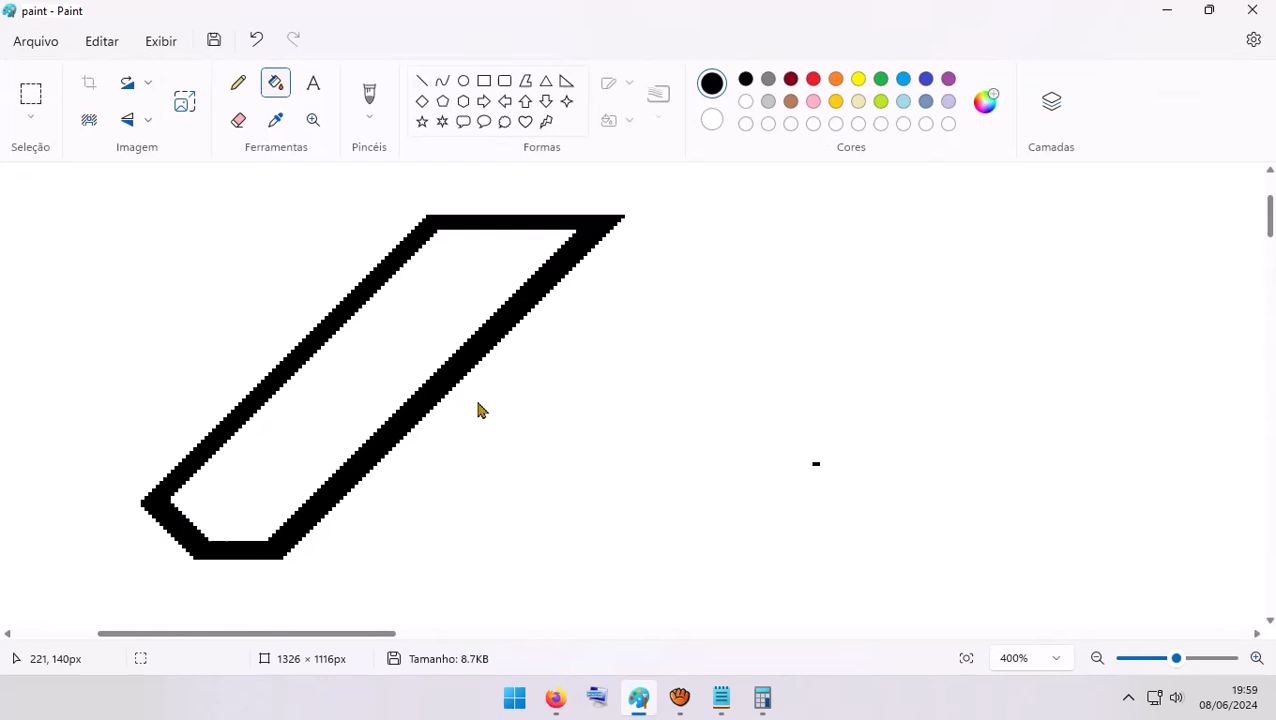 paint - Paint
Arquivo Editar Exibir
A
Seleção Imagem Ferramentas Pincéis Formas Cores Camadas
221, 140px 1326 × 1116px Tamanho: 8.7KB 400%
19:59
08/06/2024